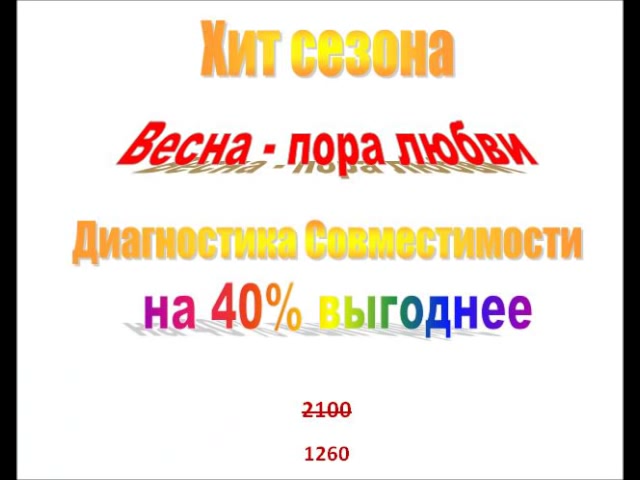 Хит сезона
Весна - пора любви
Диагностика Совместимости
на 40% выгоднее
2100
1260